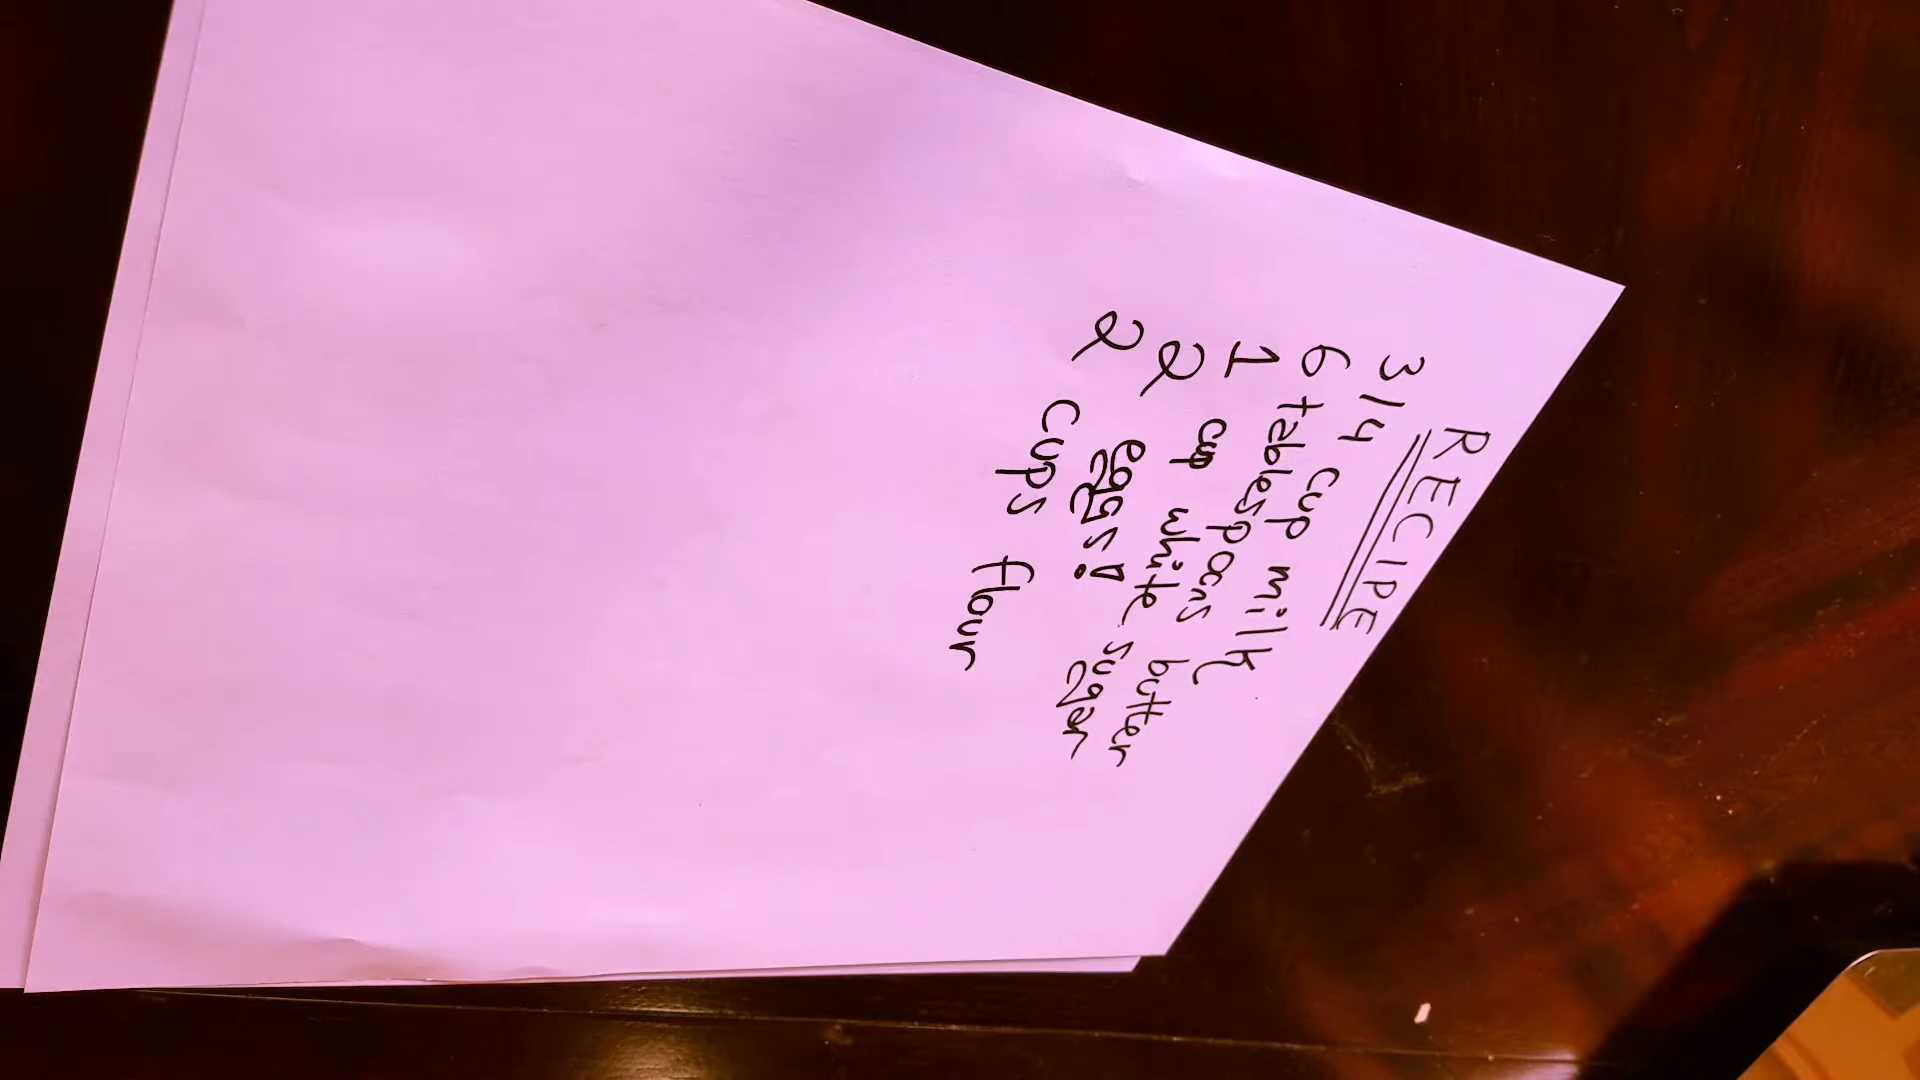 RECIPE
3/4 cup milk
6 tablespoons butter
1 cup white sugar
2 eggs!
2 cups flour